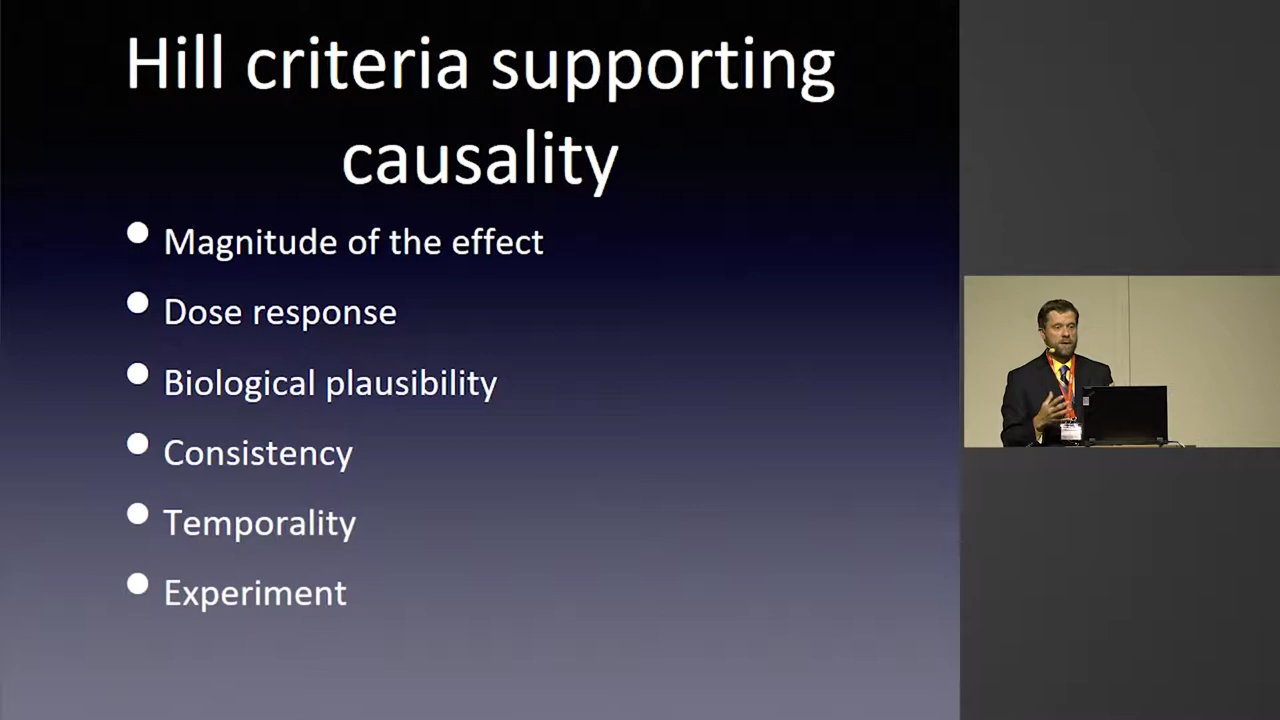 Hill criteria supporting
causality
Magnitude of the effect
Dose response
Biological plausibility
Consistency
Temporality
Experiment